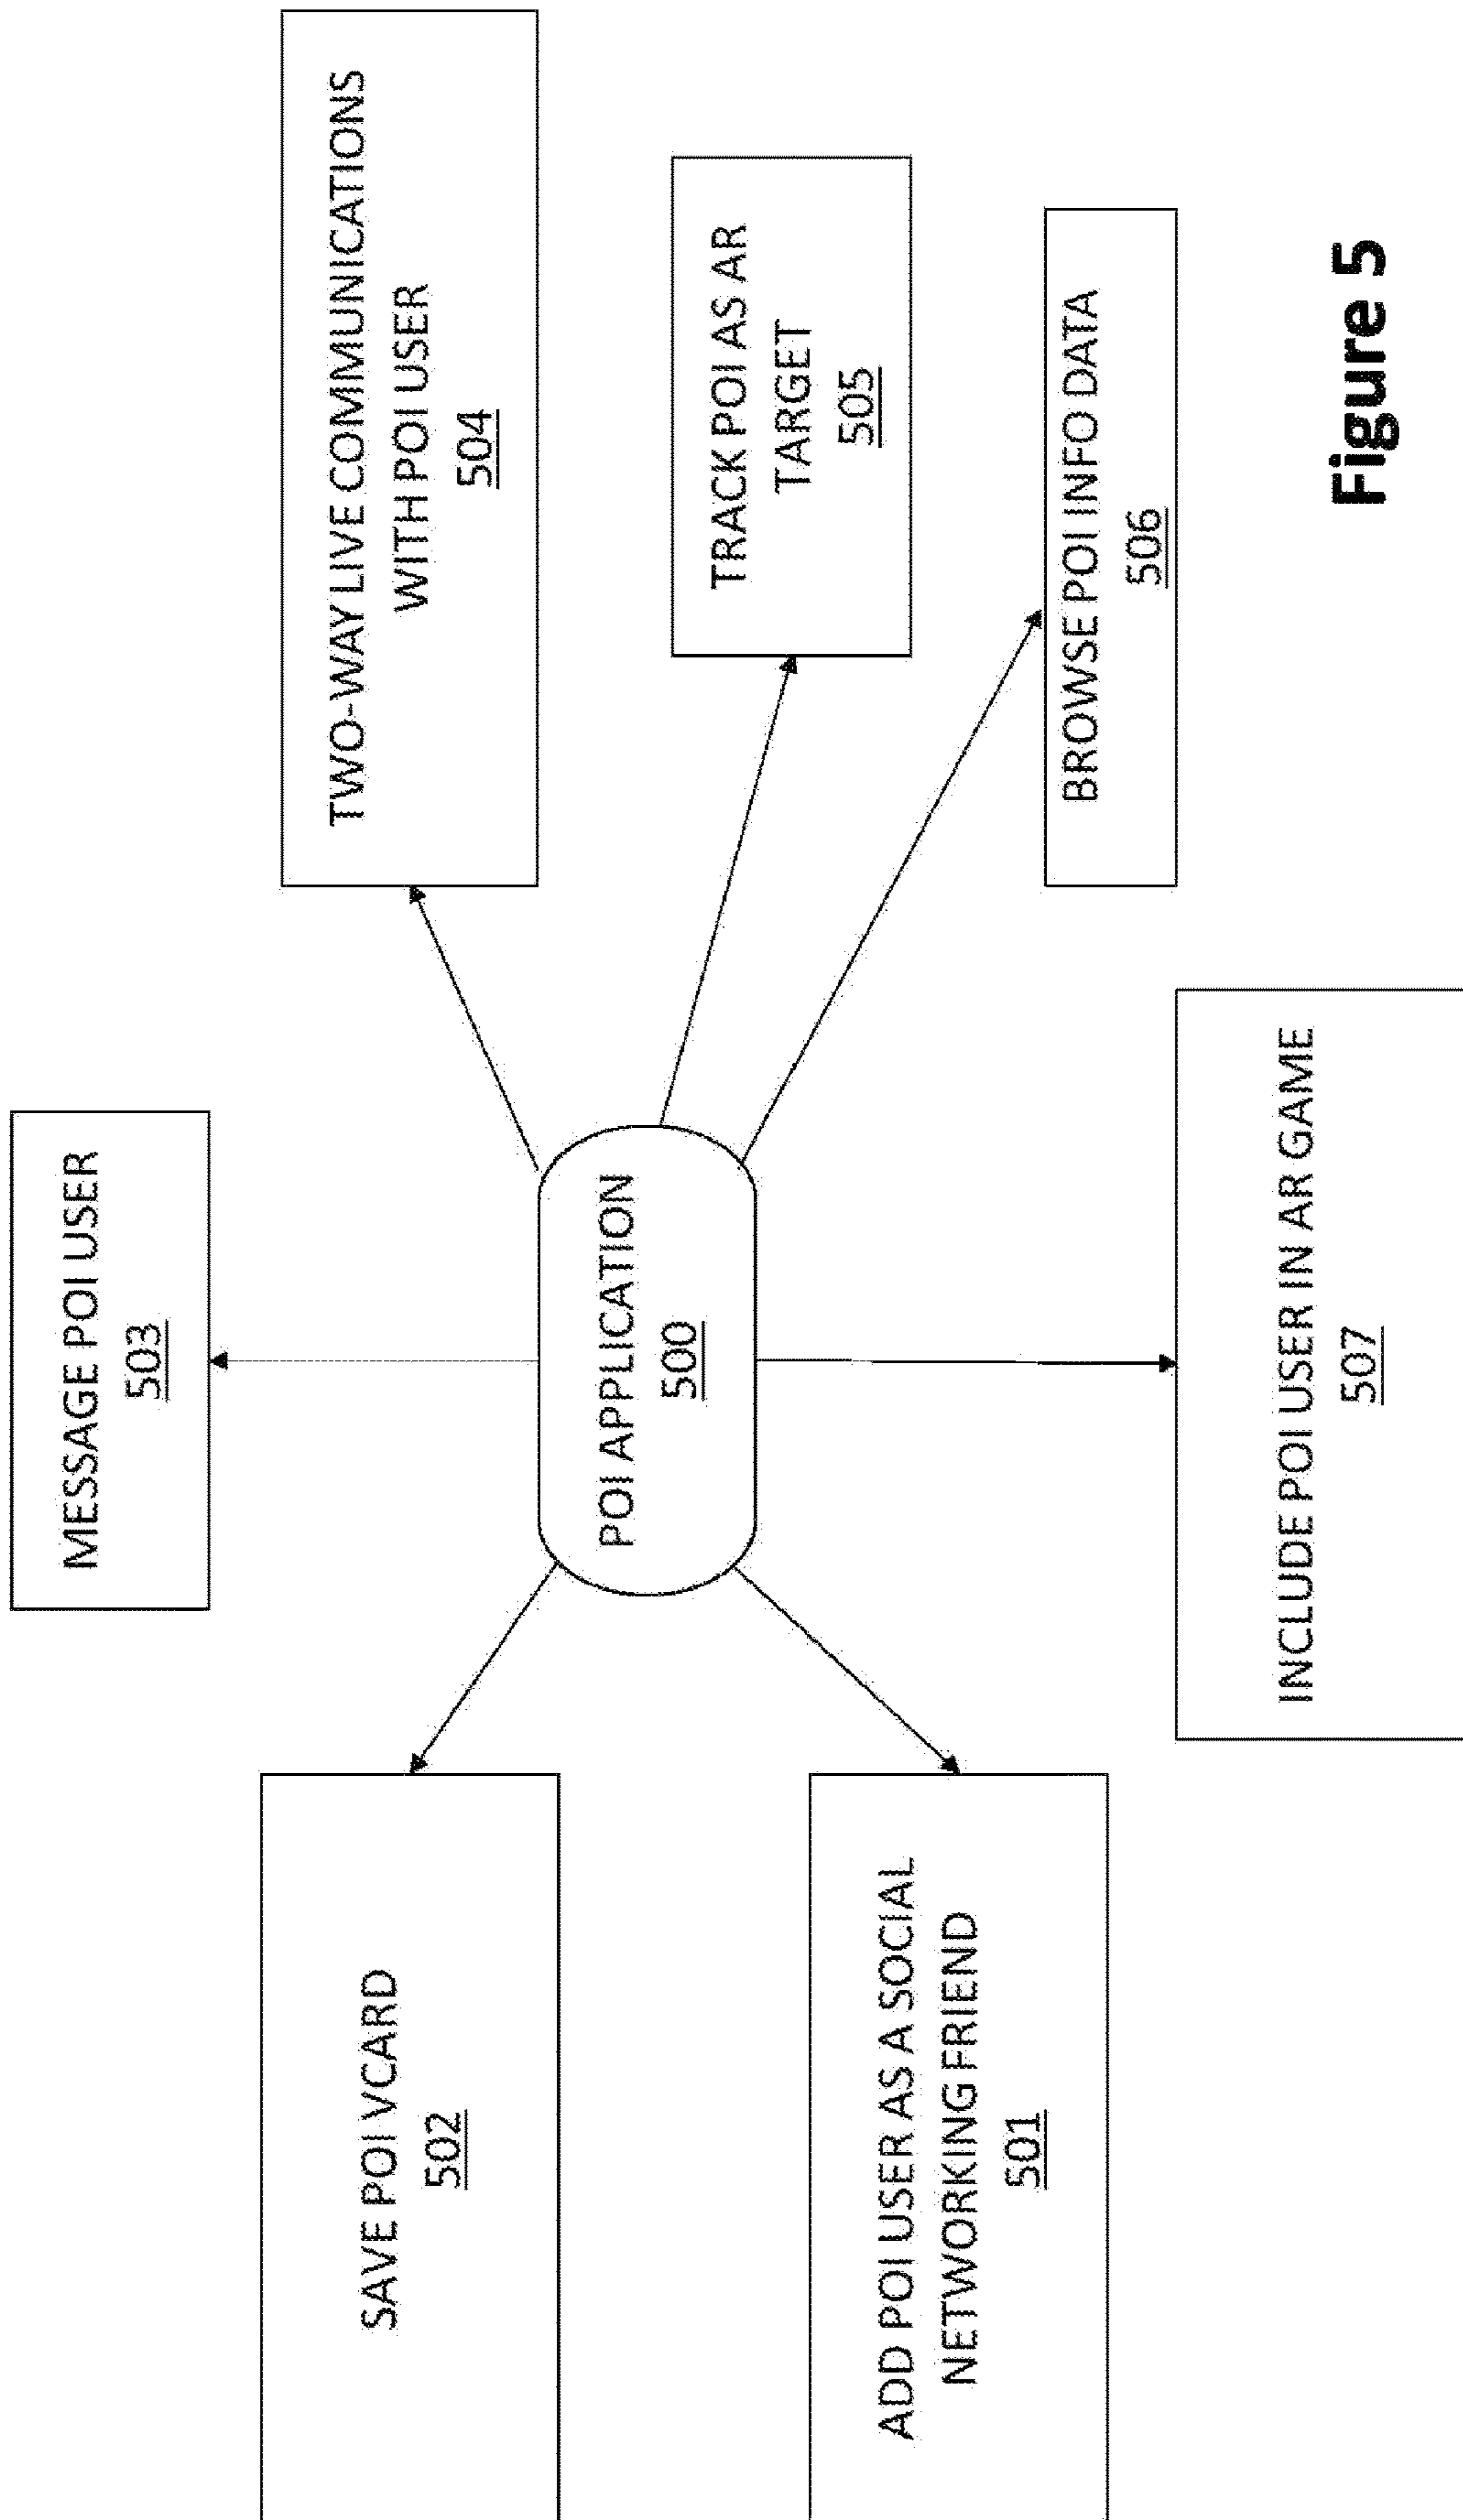 MESSAGE POI USER
503
SAVE POI VCARD
502
TWO-WAY LIVE COMMUNICATIONS
WITH POI USER
504
POI APPLICATION
500
TRACK POI AS AR
TARGET
505
ADD POI USER AS A SOCIAL
NETWORKING FRIEND
501
BROWSE POI INFO DATA
506
INCLUDE POI USER IN AR GAME
507
Figure 5